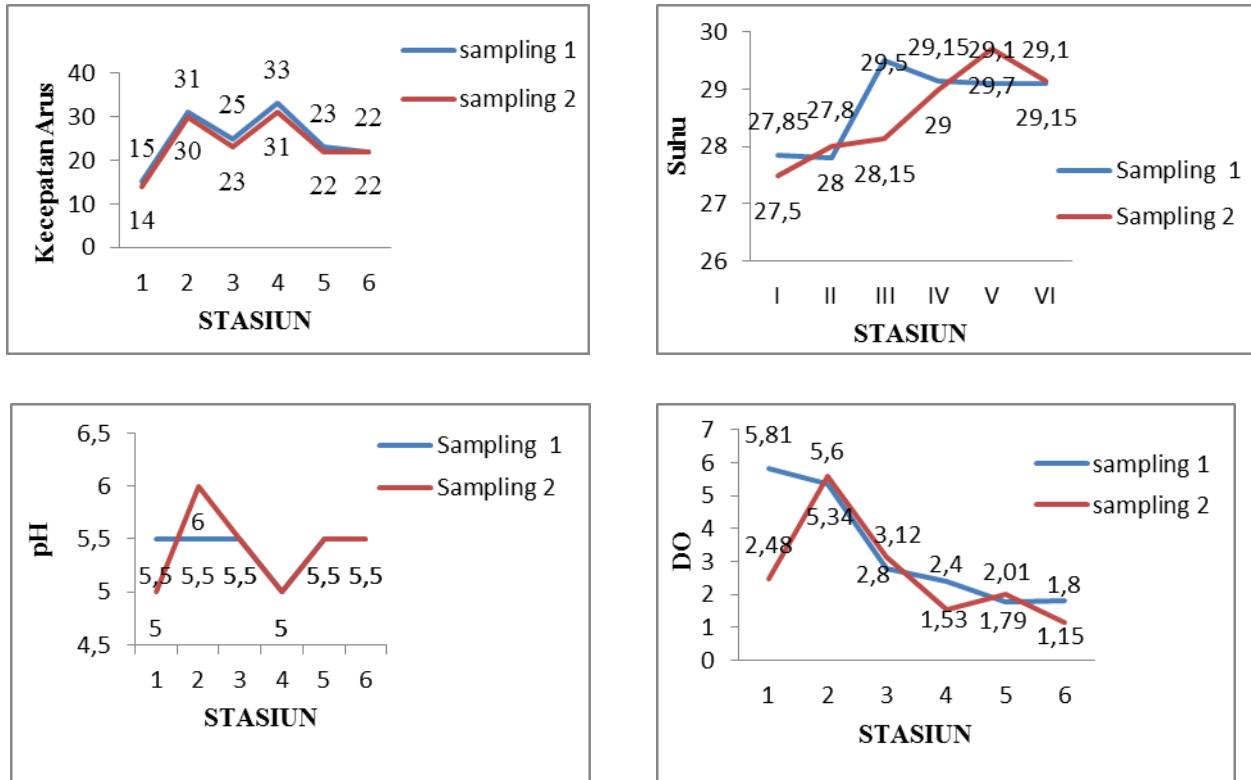 sampling 1
sampling 2
Kecepatan Arus
40
30
20
10
0
15 31 25 33 23 22
14 30 23 31 22 22
1 2 3 4 5 6
STASIUN
Suhu
30
29
28
27
26
27,85 27,8 29,5 29,15 29,1 29,1
27,5 28 28,15 29 29,7 29,15
Sampling 1
Sampling 2
I II III IV V VI
STASIUN
pH
6,5
6
5,5
5
4,5
Sampling 1
Sampling 2
6
5,5 5,5 5,5 5,5 5,5
5 5
1 2 3 4 5 6
STASIUN
DO
7
6
5
4
3
2
1
0
sampling 1
sampling 2
5,81 5,34 2,8 2,4 1,79 1,8
2,48 5,6 3,12 1,53 2,01 1,15
1 2 3 4 5 6
STASIUN